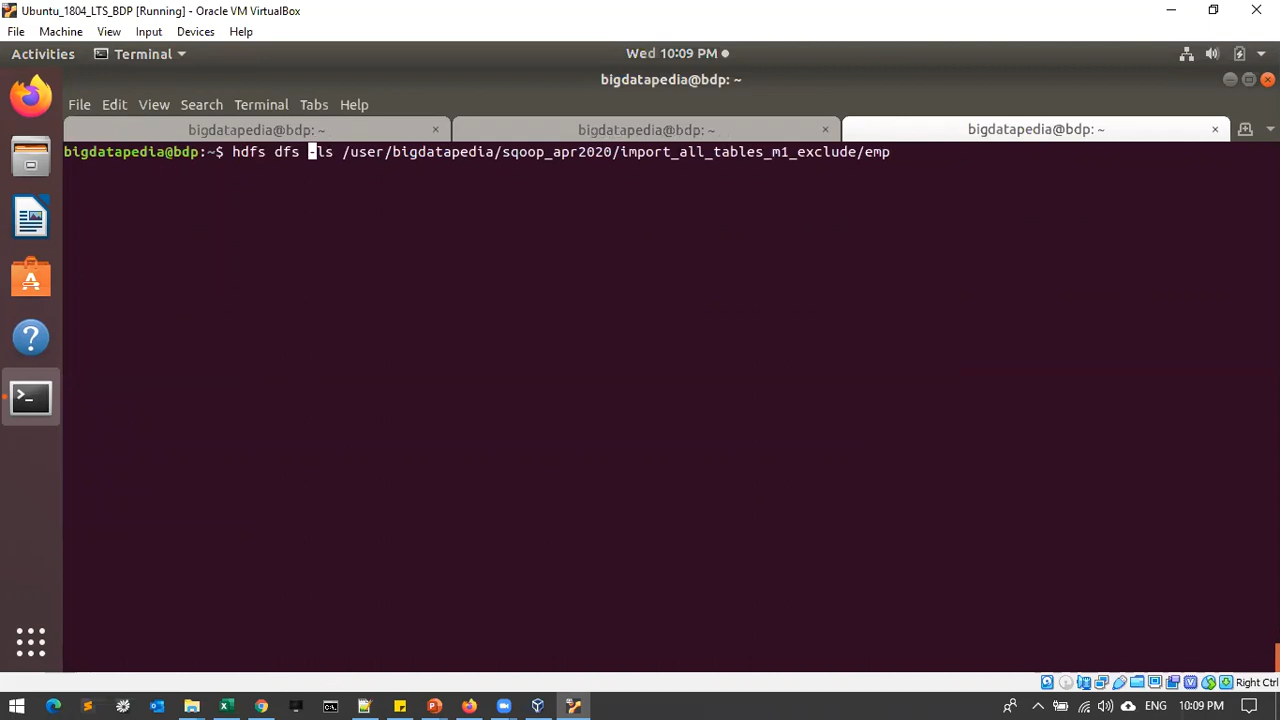 Ubuntu_1804_LTS_BDP [Running] - Oracle VM VirtualBox
File Machine View Input Devices Help
Activities Terminal Wed 10:09 PM
bigdatapedia@bdp: ~
File Edit View Search Terminal Tabs Help
bigdatapedia@bdp: ~ × bigdatapedia@bdp: ~ × bigdatapedia@bdp: ~ ×
bigdatapedia@bdp:~$ hdfs dfs -ls /user/bigdatapedia/sqoop_apr2020/import_all_tables_m1_exclude/emp
Right Ctrl
ENG 10:09 PM